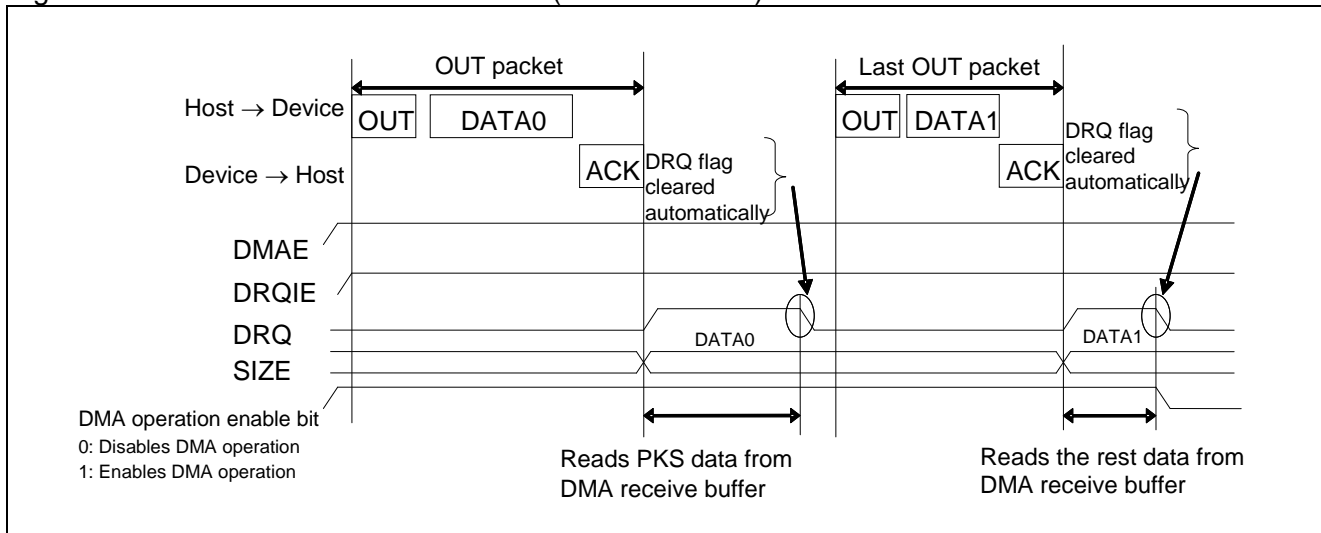 OUT packet
Last OUT packet
Host → Device
OUT
DATA0
OUT
DATA1
Device → Host
ACK
DRQ flag
cleared
automatically
ACK
DRQ flag
cleared
automatically
DMAE
DRQIE
DRQ
DATA0
DATA1
SIZE
DMA operation enable bit
0: Disables DMA operation
1: Enables DMA operation
Reads PKS data from
DMA receive buffer
Reads the rest data from
DMA receive buffer